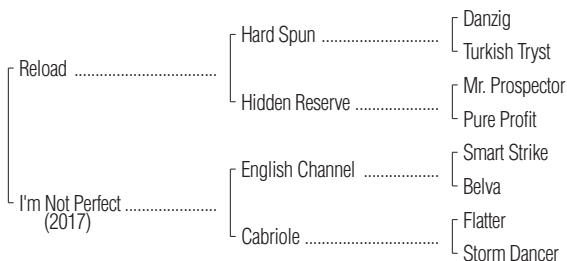 Reload
Hard Spun
Danzig
Turkish Tryst
Hidden Reserve
Mr. Prospector
Pure Profit
I'm Not Perfect
(2017)
English Channel
Smart Strike
Belva
Cabriole
Flatter
Storm Dancer